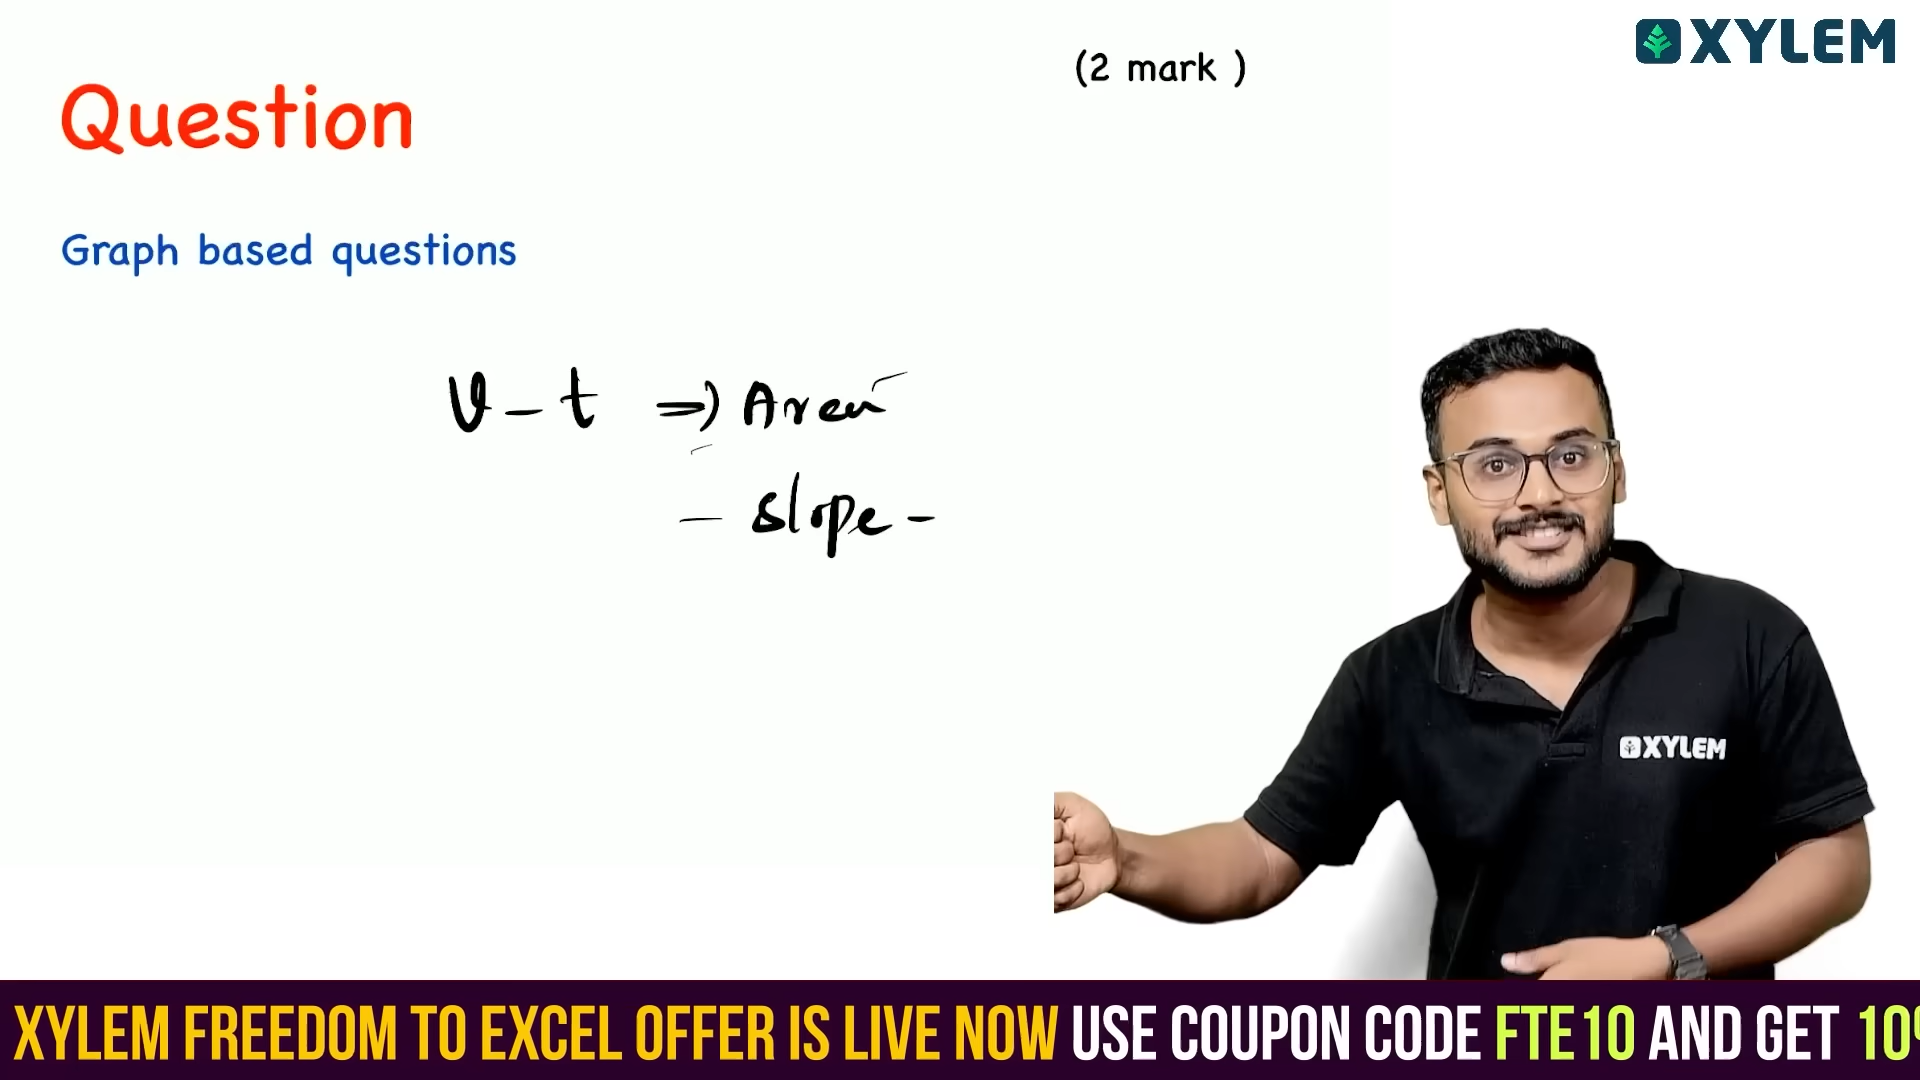 (2 mark )
XYLEM
Question
Graph based questions
v - t ⇒ Area
- slope -
XYLEM
XYLEM FREEDOM TO EXCEL OFFER IS LIVE NOW USE COUPON CODE FTE10 AND GET 10%